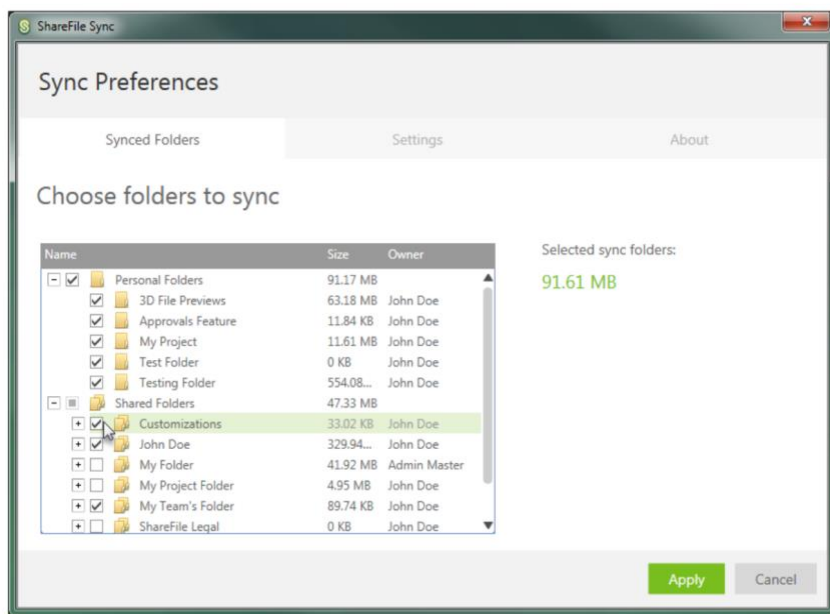 ShareFile Sync
Sync Preferences
Synced Folders Settings About
Choose folders to sync
Name Size Owner
Personal Folders 91.17 MB
3D File Previews 63.18 MB John Doe
Approvals Feature 11.84 KB John Doe
My Project 11.61 MB John Doe
Test Folder 0 KB John Doe
Testing Folder 554.08... John Doe
Shared Folders 47.33 MB
Customizations 33.02 KB John Doe
John Doe 329.94... John Doe
My Folder 41.92 MB Admin Master
My Project Folder 4.95 MB John Doe
My Team's Folder 89.74 KB John Doe
ShareFile Legal 0 KB John Doe
Selected sync folders:
91.61 MB
Apply Cancel